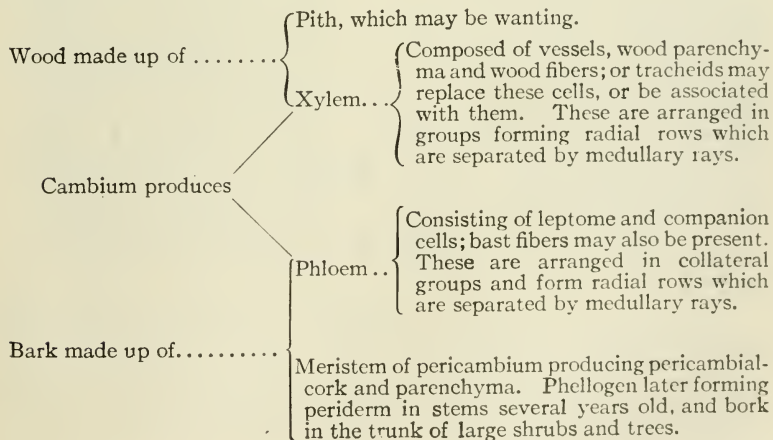 Pith, which may be wanting.
Wood made up of ........
Xylem...
Composed of vessels, wood parenchy-
ma and wood fibers; or tracheids may
replace these cells, or be associated
with them. These are arranged in
groups forming radial rows which
are separated by medullary rays.
Cambium produces
Phloem ..
Consisting of leptome and companion
cells; bast fibers may also be present.
These are arranged in collateral
groups and form radial rows which
are separated by medullary rays.
Bark made up of..........
Meristem of pericambium producing pericambial-
cork and parenchyma. Phellogen later forming
periderm in stems several years old, and bork
in the trunk of large shrubs and trees.